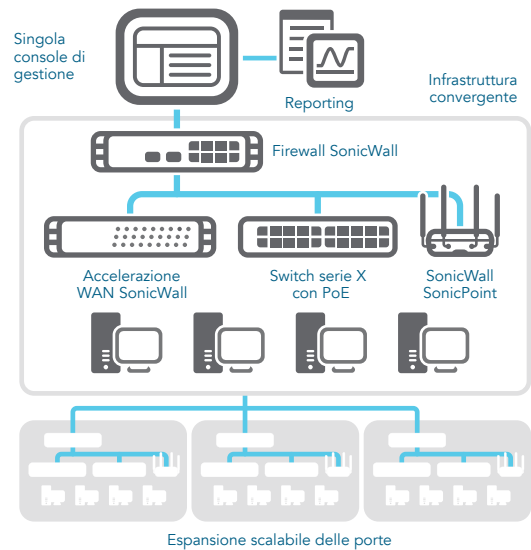 Singola
console di
gestione
Reporting
Infrastruttura
convergente
Firewall SonicWall
Accelerazione
WAN SonicWall
Switch serie X
con PoE
SonicWall
SonicPoint
Espansione scalabile delle porte